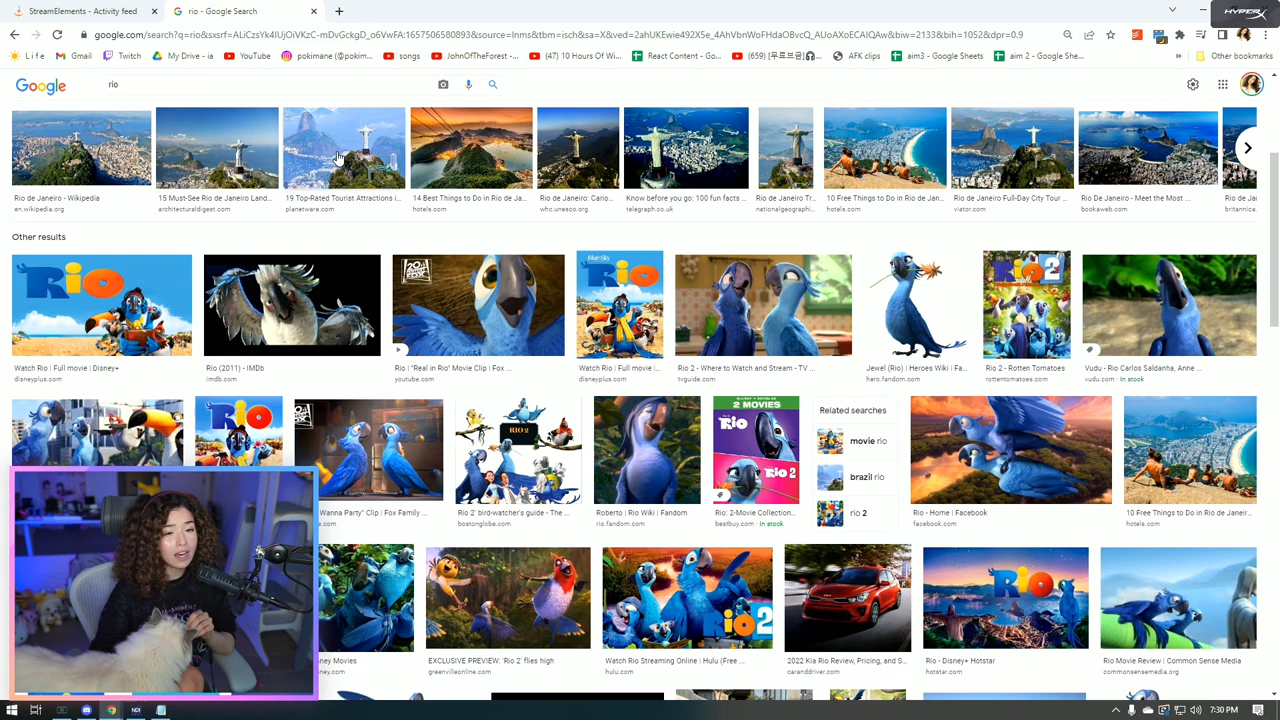 StreamElements - Activity feed
rio - Google Search
HYPERX
google.com/search?q=rio&sxsrf=ALiCzsYk4IUjOiVKzC-mDvGckgD_o6VwFA:1657506580893&source=lnms&tbm=isch&sa=X&ved=2ahUKEwie492X5e_4AhVbnWoFHdaOBvcQ_AUoAXoECAIQAw&biw=2133&bih=1052&dpr=0.9
L i f e
Gmail
Twitch
My Drive - ia
YouTube
pokimane (@pokim...
songs
JohnOfTheForest - ...
(47) 10 Hours Of Wi...
React Content - Go...
AFK clips
aim3 - Google Sheets
aim 2 - Google She...
Other bookmarks
Google
rio
Rio de Janeiro - Wikipedia
en.wikipedia.org
15 Must-See Rio de Janeiro Land...
architecturaldigest.com
19 Top-Rated Tourist Attractions i...
planetware.com
14 Best Things to Do in Rio de Ja...
hotels.com
Rio de Janeiro: Cario...
whc.unesco.org
Know before you go: 100 fun facts ...
telegraph.co.uk
Rio de Janeiro Tr...
nationalgeographi...
10 Free Things to Do in Rio de Jan...
hotels.com
Rio de Janeiro Full-Day City Tour ...
viator.com
Rio De Janeiro - Meet the Most ...
bookaweb.com
Rio de Jan
britannica.
Other results
Watch Rio | Full movie | Disney+
disneyplus.com
Rio (2011) - IMDb
imdb.com
Rio | "Real in Rio" Movie Clip | Fox ...
youtube.com
Watch Rio | Full movie |...
disneyplus.com
Rio 2 - Where to Watch and Stream - TV ...
tvguide.com
Jewel (Rio) | Heroes Wiki | Fa...
hero.fandom.com
Rio 2 - Rotten Tomatoes
rottentomatoes.com
Vudu - Rio Carlos Saldanha, Anne ...
vudu.com · In stock
Wanna Party" Clip | Fox Family ...
Rio 2' bird-watcher's guide - The ...
bostonglobe.com
Roberto | Rio Wiki | Fandom
rio.fandom.com
2 MOVIES
Rio: 2-Movie Collection...
bestbuy.com · In stock
Related searches
movie rio
brazil rio
rio 2
Rio - Home | Facebook
facebook.com
10 Free Things to Do in Rio de Janeir...
hotels.com
EXCLUSIVE PREVIEW: 'Rio 2' flies high
greenvilleonline.com
Watch Rio Streaming Online | Hulu (Free ...
hulu.com
2022 Kia Rio Review, Pricing, and S...
caranddriver.com
Rio - Disney+ Hotstar
hotstar.com
Rio Movie Review | Common Sense Media
commonsensemedia.org
7:30 PM